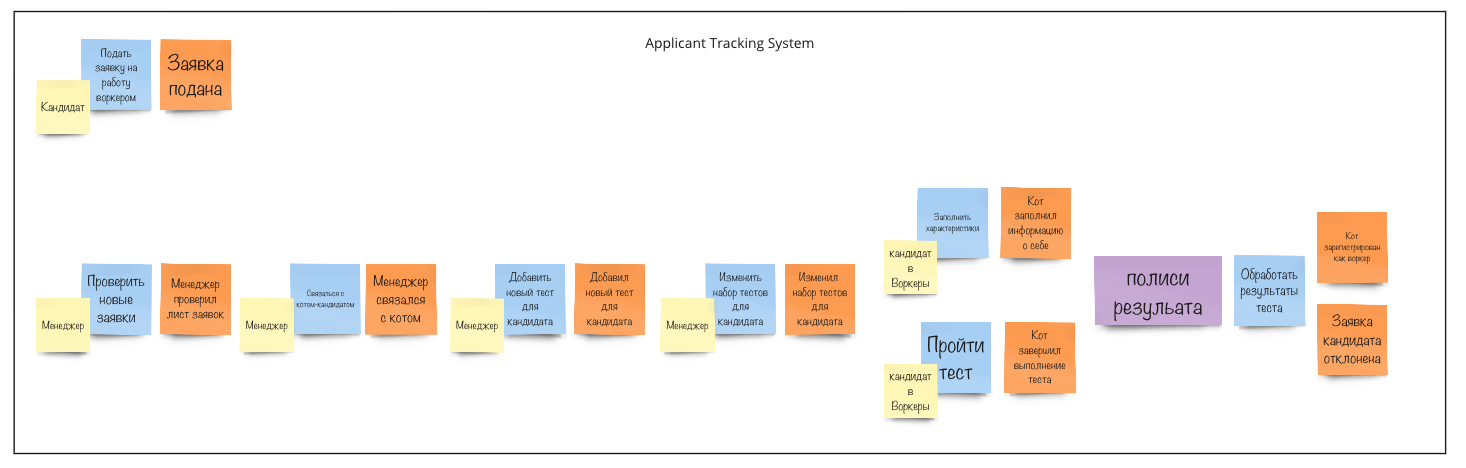 Applicant Tracking System
Подать
заявку на
работу
воркером
Заявка
подана
Кандидат
Проверить
новые
заявки
Менеджер
Менеджер
проверил
лист заявок
Связаться с
котом-кандидатом
Менеджер
Менеджер
связался
с котом
Добавить
новый тест
для
кандидата
Менеджер
Добавил
новый тест
для
кандидата
Изменить
набор тестов
для
кандидата
Менеджер
Изменил
набор тестов
для
кандидата
Заполнить
характеристики
кандидат
в
Воркеры
Кот
заполнил
информацию
о себе
Пройти
тест
кандидат
в
Воркеры
Кот
завершил
выполнение
теста
полиси
резульата
Обработать
результаты
теста
Кот
зарегистрирован
как воркер
Заявка
кандидата
отклонена